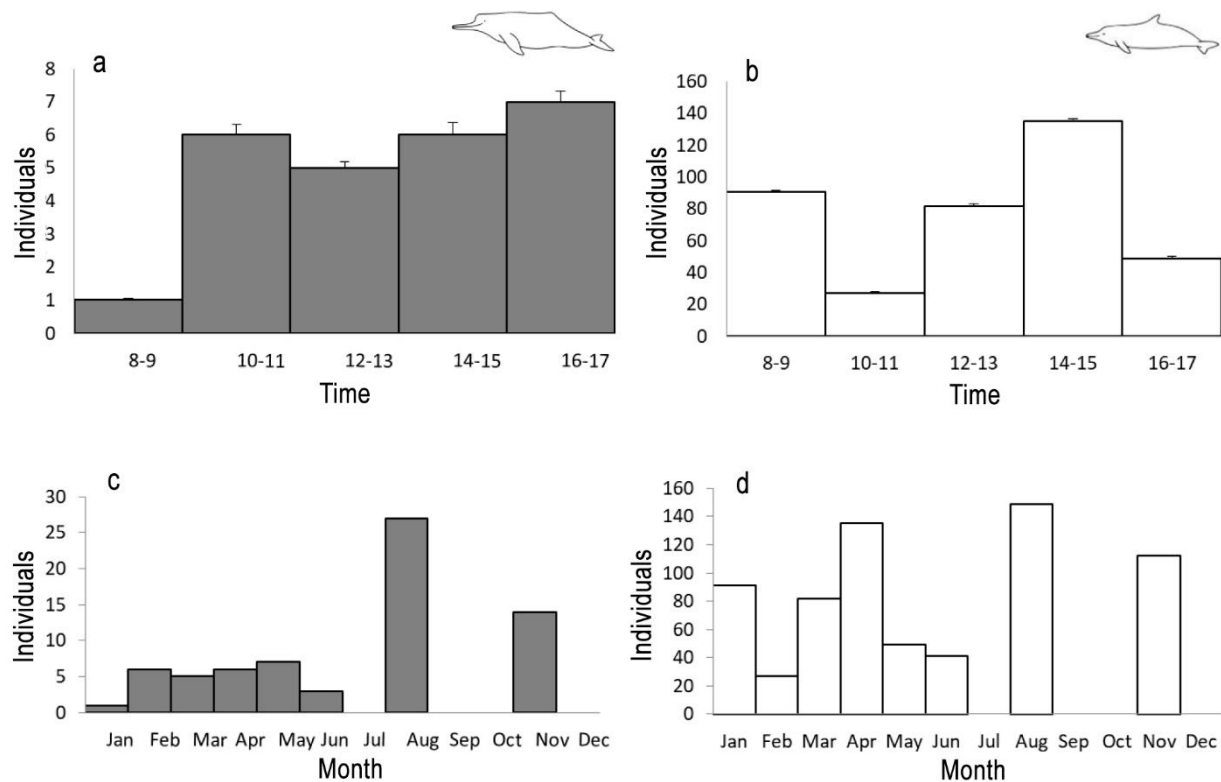 a
8
7
6
5
4
3
2
1
0
Individuals
8-9 10-11 12-13 14-15 16-17
Time
b
160
140
120
100
80
60
40
20
0
Individuals
8-9 10-11 12-13 14-15 16-17
Time
c
30
25
20
15
10
5
0
Individuals
Jan Feb Mar Apr May Jun Jul Aug Sep Oct Nov Dec
Month
d
160
140
120
100
80
60
40
20
0
Individuals
Jan Feb Mar Apr May Jun Jul Aug Sep Oct Nov Dec
Month